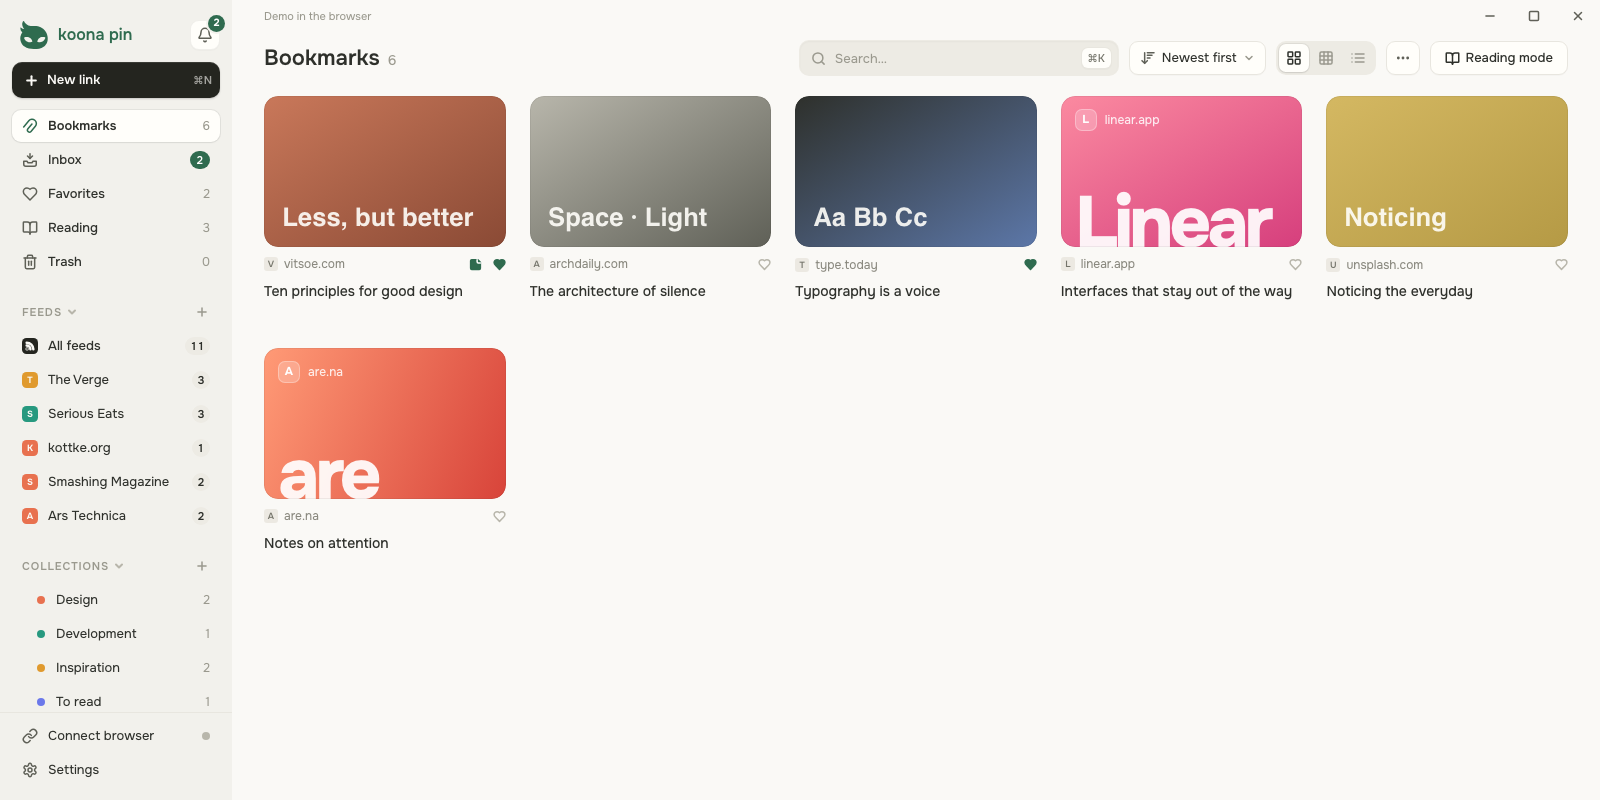 koona pin
2
New link
⌘N
Bookmarks 6
Inbox 2
Favorites 2
Reading 3
Trash 0
FEEDS
All feeds 11
T The Verge 3
S Serious Eats 3
K kottke.org 1
S Smashing Magazine 2
A Ars Technica 2
COLLECTIONS
Design 2
Development 1
Inspiration 2
To read 1
Connect browser
Settings
Demo in the browser
Bookmarks 6
Search...
⌘K
Newest first
Reading mode
Less, but better
V vitsoe.com
Ten principles for good design
Space · Light
A archdaily.com
The architecture of silence
Aa Bb Cc
T type.today
Typography is a voice
L linear.app
Linear
L linear.app
Interfaces that stay out of the way
Noticing
U unsplash.com
Noticing the everyday
A are.na
are
A are.na
Notes on attention